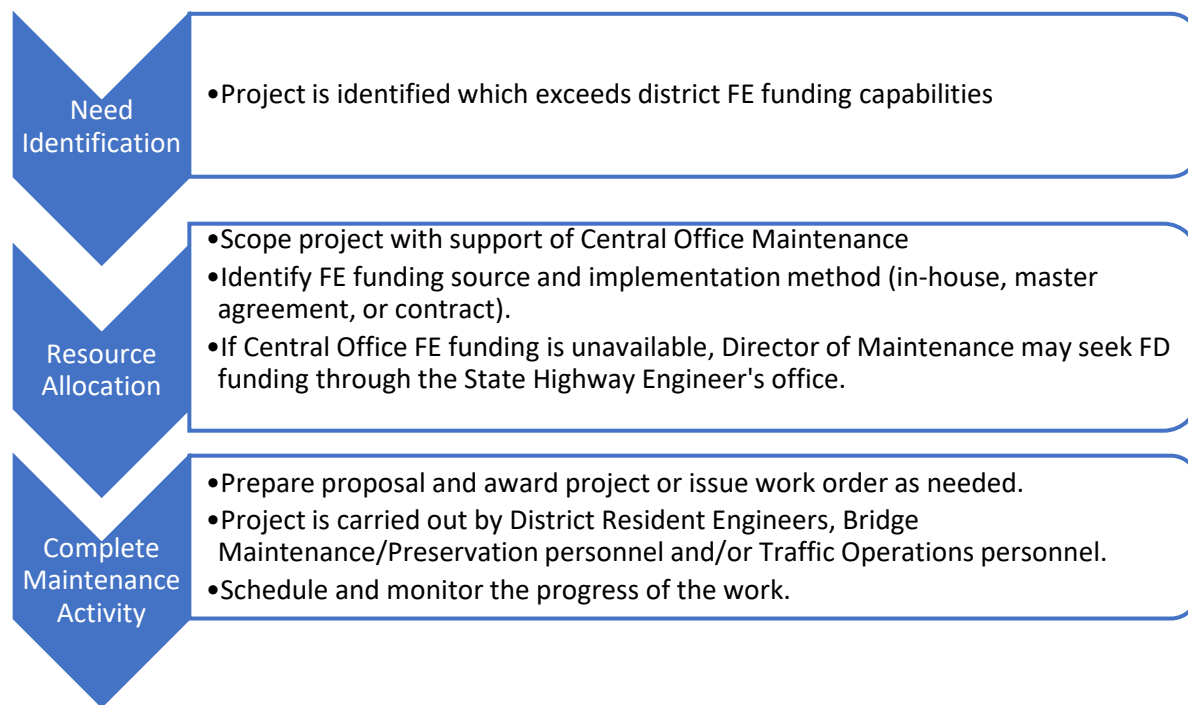 Need
Identification
•Project is identified which exceeds district FE funding capabilities
Resource
Allocation
•Scope project with support of Central Office Maintenance
•Identify FE funding source and implementation method (in-house, master
agreement, or contract).
•If Central Office FE funding is unavailable, Director of Maintenance may seek FD
funding through the State Highway Engineer's office.
Complete
Maintenance
Activity
•Prepare proposal and award project or issue work order as needed.
•Project is carried out by District Resident Engineers, Bridge
Maintenance/Preservation personnel and/or Traffic Operations personnel.
•Schedule and monitor the progress of the work.